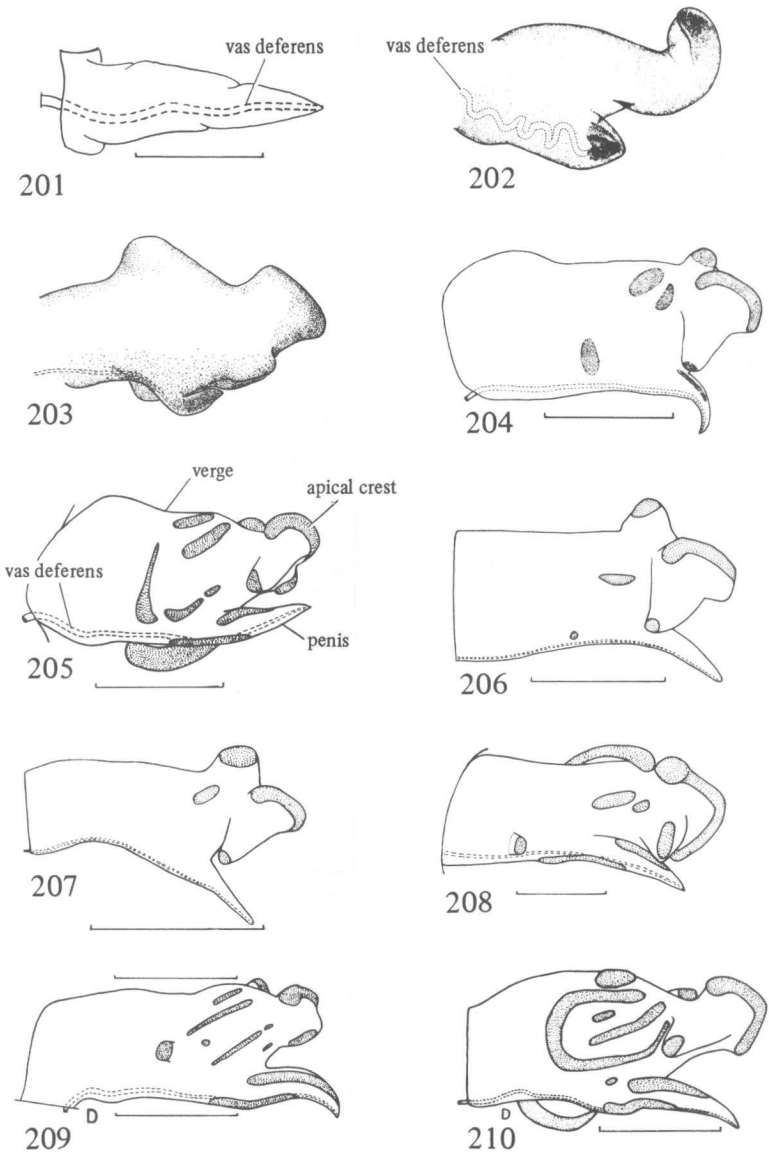 vas deferens
201
vas deferens
202
203
204
verge
apical crest
vas deferens
penis
205
206
207
208
D
209
D
210